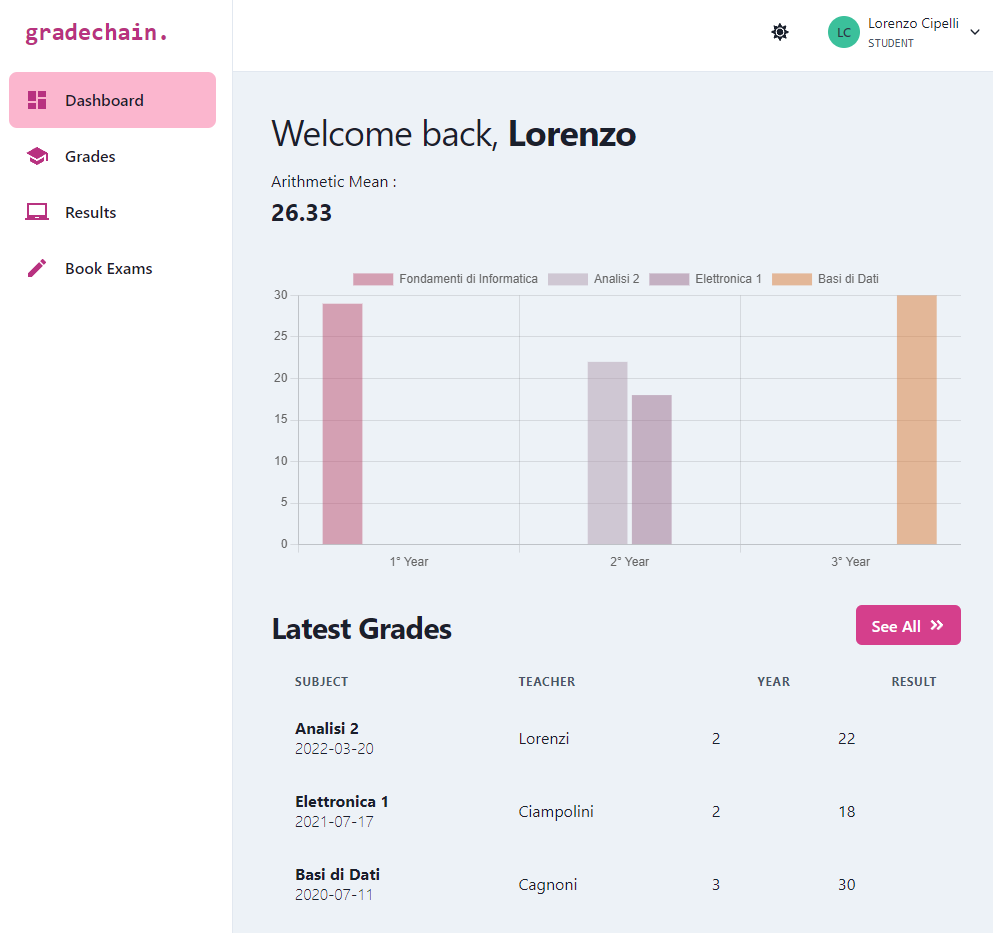 gradechain.
LC
Lorenzo Cipelli
STUDENT
Dashboard
Grades
Results
Book Exams
Welcome back, Lorenzo
Arithmetic Mean :
26.33
Fondamenti di Informatica Analisi 2 Elettronica 1 Basi di Dati
30
25
20
15
10
5
0
1° Year 2° Year 3° Year
Latest Grades
See All
SUBJECT TEACHER YEAR RESULT
Analisi 2
2022-03-20
Lorenzi 2 22
Elettronica 1
2021-07-17
Ciampolini 2 18
Basi di Dati
2020-07-11
Cagnoni 3 30